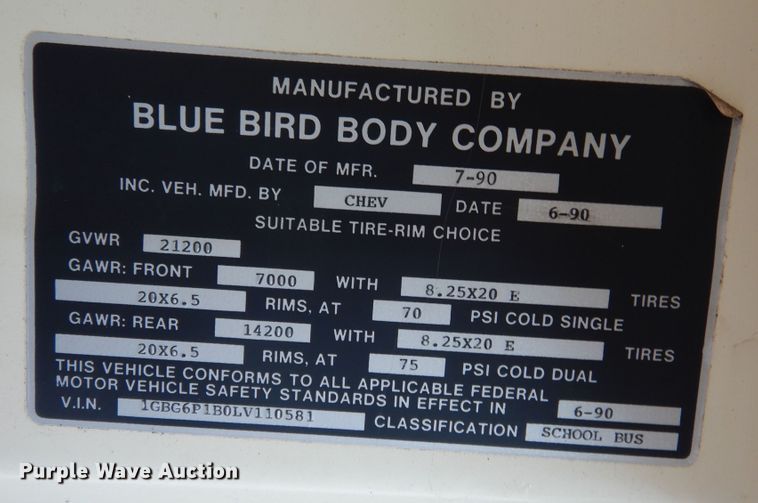 MANUFACTURED BY
BLUE BIRD BODY COMPANY
DATE OF MFR. 7-90
INC. VEH. MFD. BY CHEV DATE 6-90
SUITABLE TIRE-RIM CHOICE
GVWR 21200
GAWR: FRONT 7000 WITH 8.25X20 E TIRES
20X6.5 RIMS, AT 70 PSI COLD SINGLE
GAWR: REAR 14200 WITH 8.25X20 E TIRES
20X6.5 RIMS, AT 75 PSI COLD DUAL
THIS VEHICLE CONFORMS TO ALL APPLICABLE FEDERAL
MOTOR VEHICLE SAFETY STANDARDS IN EFFECT IN 6-90
V.I.N. 1GBG6P1B0LV110581 CLASSIFICATION SCHOOL BUS
Purple Wave Auction